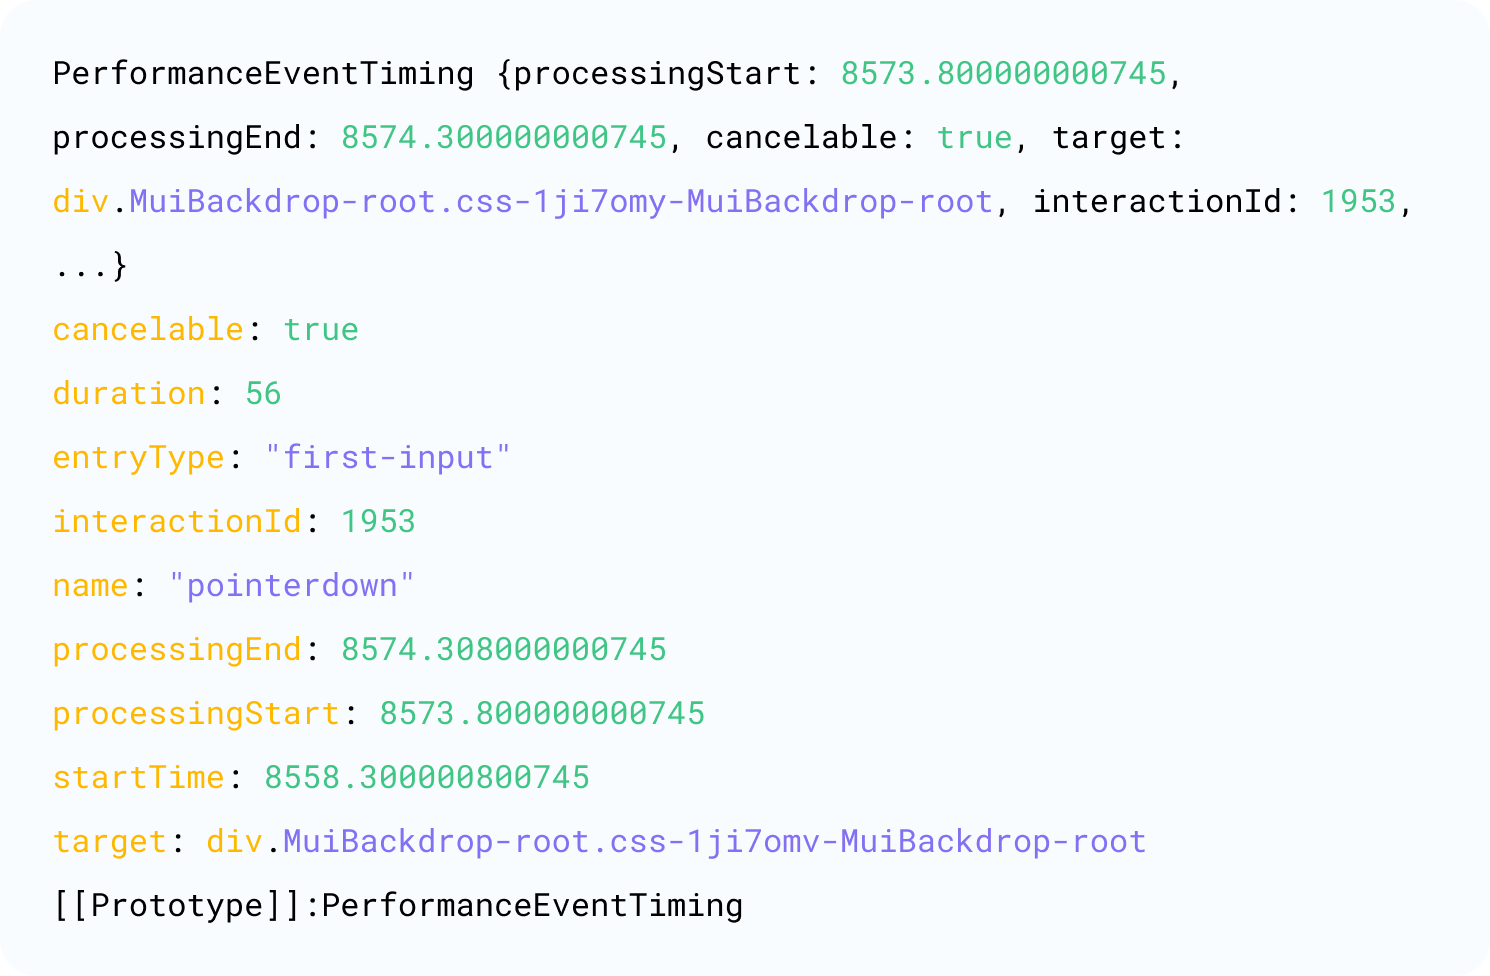 PerformanceEventTiming {processingStart: 8573.800000000745,
processingEnd: 8574.300000000745, cancelable: true, target:
div.MuiBackdrop-root.css-1ji7omy-MuiBackdrop-root, interactionId: 1953,
...}
cancelable: true
duration: 56
entryType: "first-input"
interactionId: 1953
name: "pointerdown"
processingEnd: 8574.308000000745
processingStart: 8573.800000000745
startTime: 8558.300000800745
target: div.MuiBackdrop-root.css-1ji7omv-MuiBackdrop-root
[[Prototype]]:PerformanceEventTiming